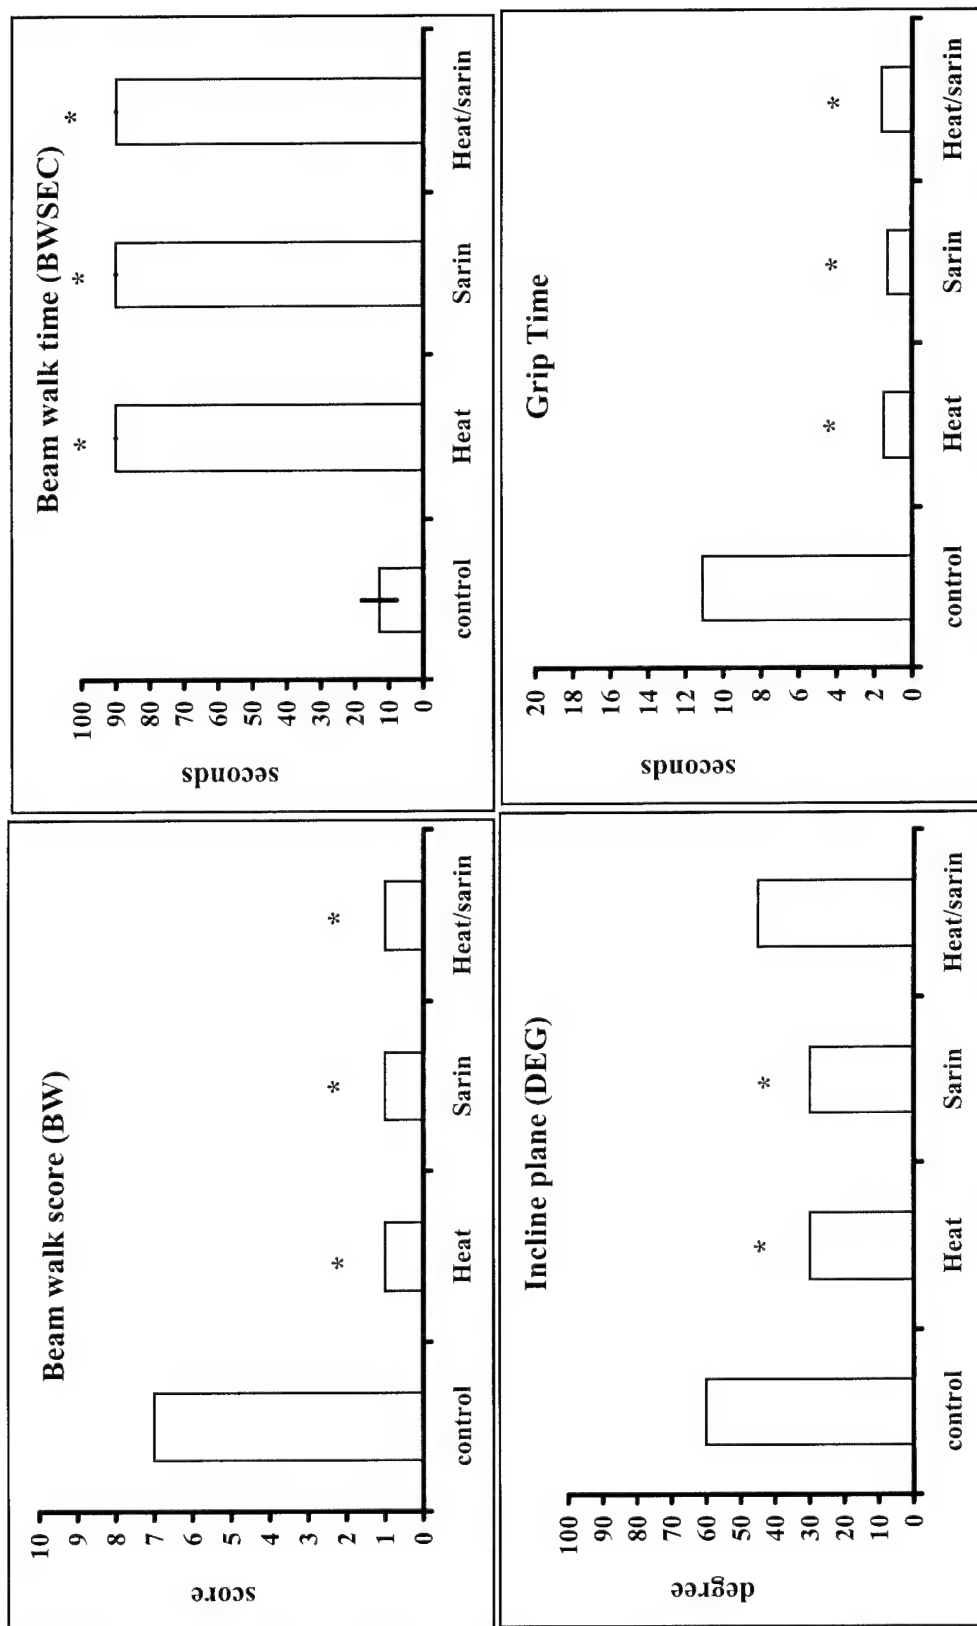 Beam walk score (BW)
10
9
8
7
6
5
4
3
2
1
0
score
*
*
*
control
Heat
Sarin
Heat/sarin
Beam walk time (BWSEC)
100
90
80
70
60
50
40
30
20
10
0
seconds
*
*
*
control
Heat
Sarin
Heat/sarin
Incline plane (DEG)
100
90
80
70
60
50
40
30
20
10
0
degree
*
*
control
Heat
Sarin
Heat/sarin
Grip Time
20
18
16
14
12
10
8
6
4
2
0
seconds
*
*
*
control
Heat
Sarin
Heat/sarin